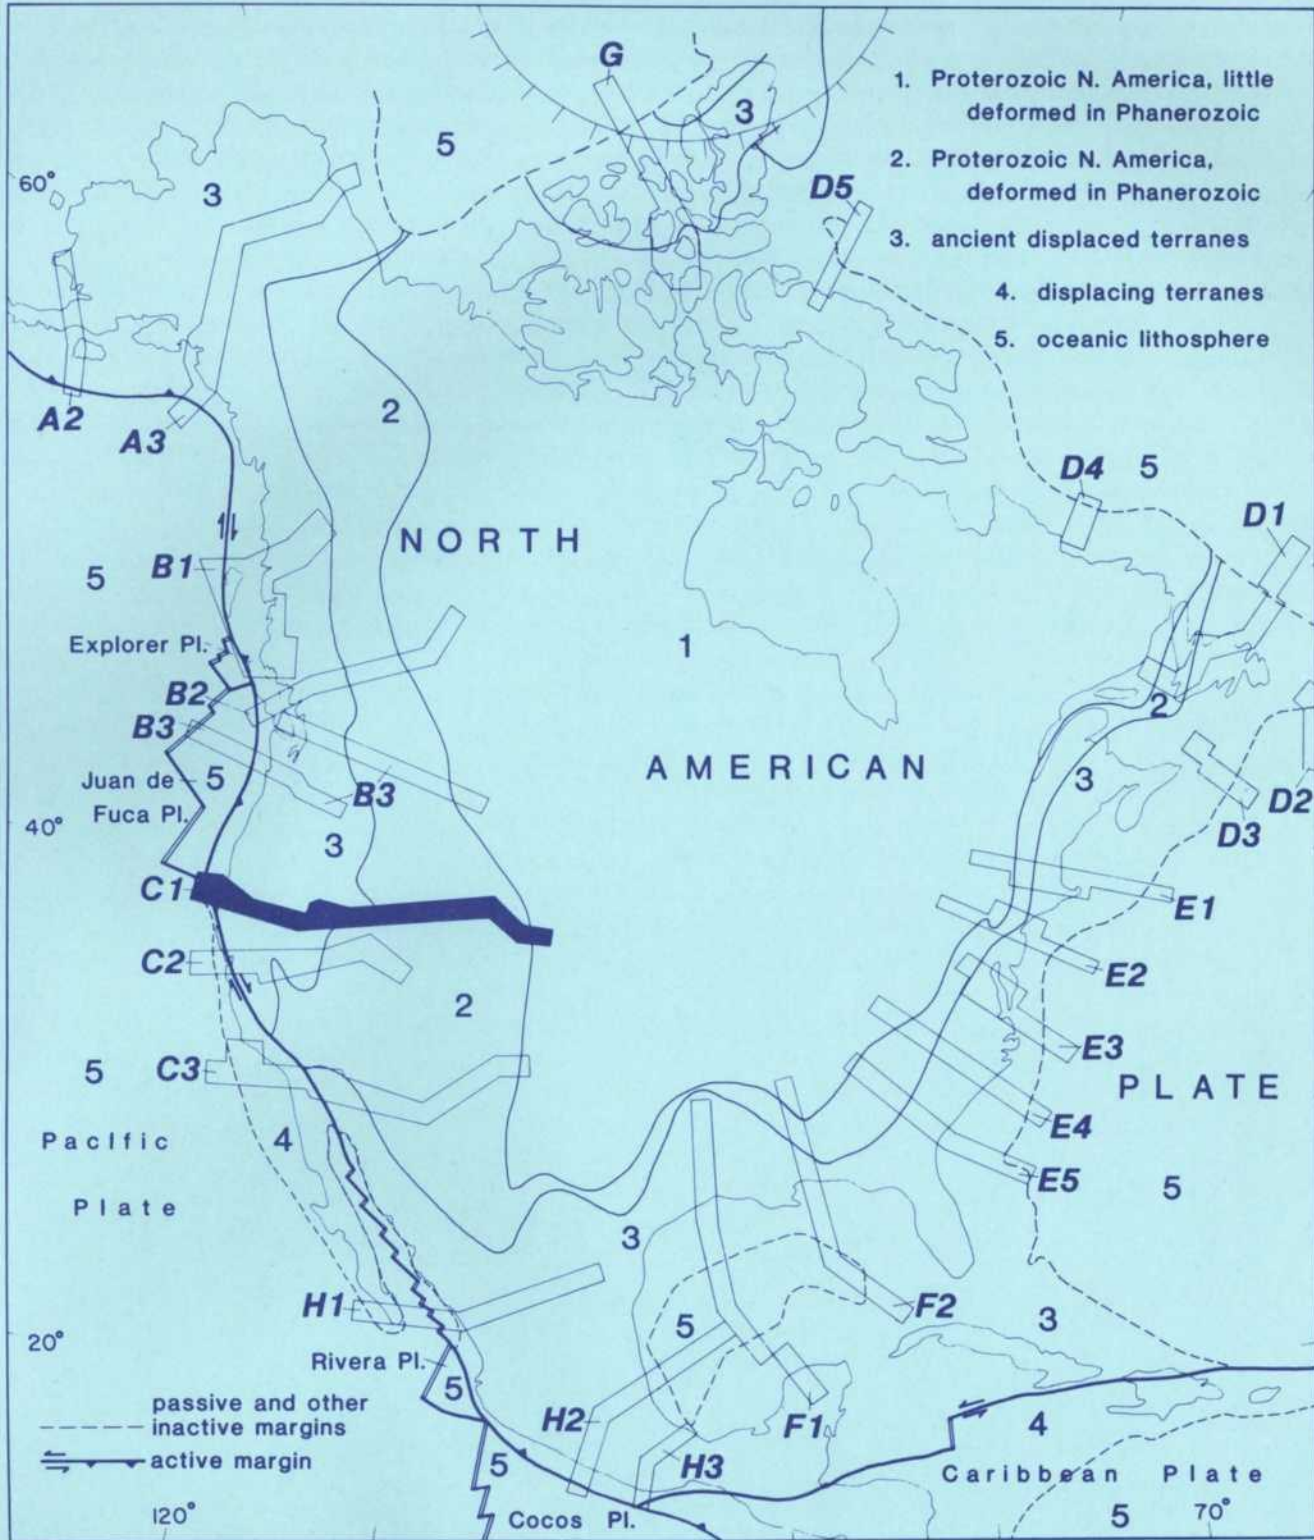 G
1. Proterozoic N. America, little
deformed in Phanerozoic
3
5
60°
3
D5
2. Proterozoic N. America,
deformed in Phanerozoic
3. ancient displaced terranes
4. displacing terranes
5. oceanic lithosphere
A2
A3
2
D4
5
D1
NORTH
5
B1
Explorer Pl.
1
B2
B3
2
AMERICAN
Juan de
Fuca Pl.
5
B3
3
D2
D3
40°
3
C1
E1
C2
E2
2
5
C3
E3
PLATE
4
E4
Pacific
Plate
E5
5
3
H1
F2
5
3
20°
Rivera Pl.
5
passive and other
inactive margins
active margin
H2
F1
H3
4
5
Caribbean Plate
120°
Cocos Pl.
5
70°